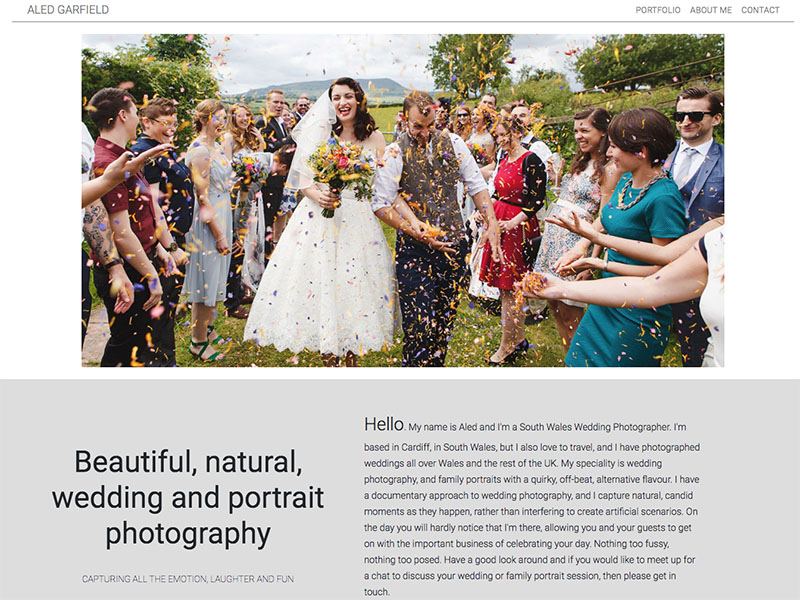 ALED GARFIELD
PORTFOLIO ABOUT ME CONTACT
Beautiful, natural,
wedding and portrait
photography
CAPTURING ALL THE EMOTION, LAUGHTER AND FUN
Hello. My name is Aled and I'm a South Wales Wedding Photographer. I'm
based in Cardiff, in South Wales, but I also love to travel, and I have photographed
weddings all over Wales and the rest of the UK. My speciality is wedding
photography, and family portraits with a quirky, off-beat, alternative flavour. I have
a documentary approach to wedding photography, and I capture natural, candid
moments as they happen, rather than interfering to create artificial scenarios. On
the day you will hardly notice that I'm there, allowing you and your guests to get
on with the important business of celebrating your day. Nothing too fussy,
nothing too posed. Have a good look around and if you would like to meet up for
a chat to discuss your wedding or family portrait session, then please get in
touch.